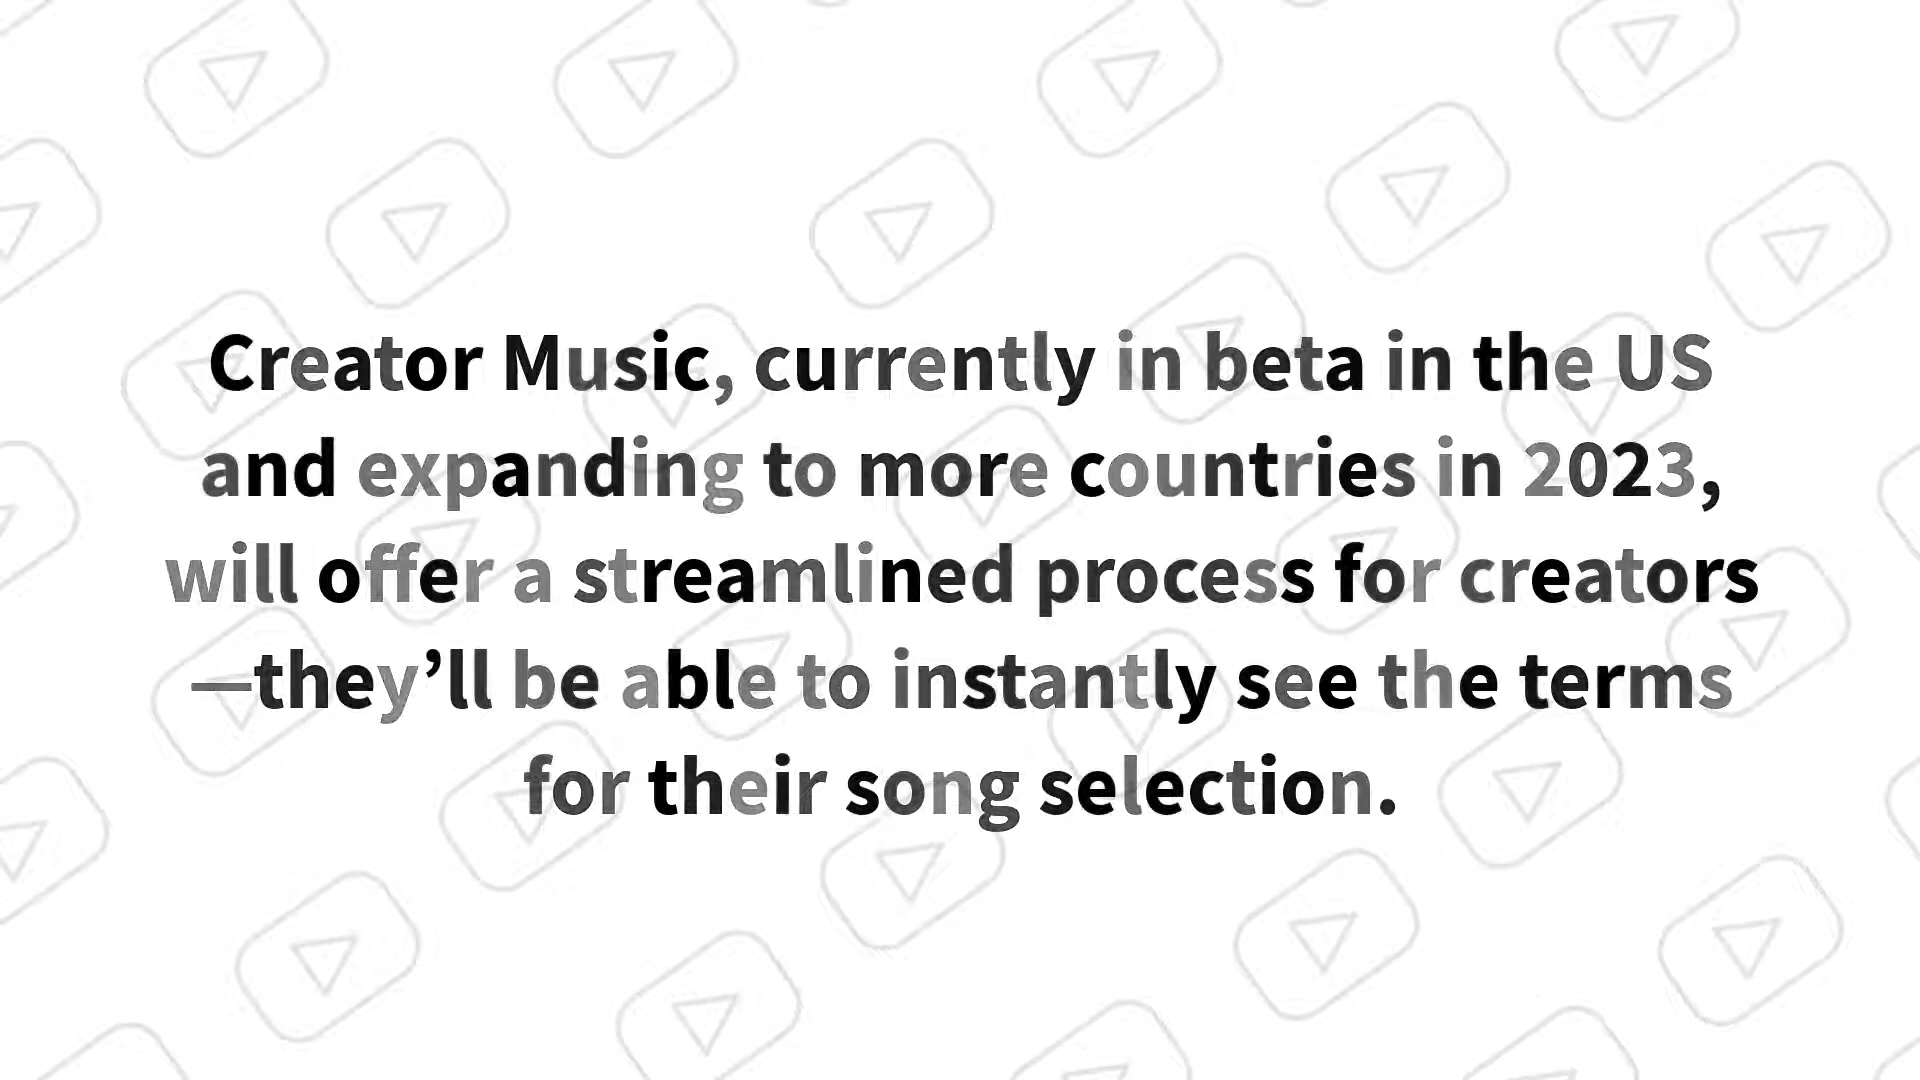 Creator Music, currently in beta in the US
and expanding to more countries in 2023,
will offer a streamlined process for creators
—they’ll be able to instantly see the terms
for their song selection.